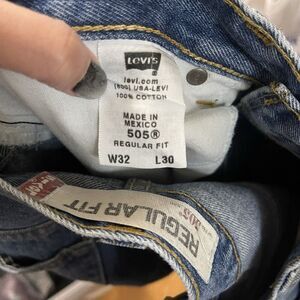 Levi's
levi.com
(800) USA-LEVI
100% COTTON
MADE IN
MEXICO
505®
REGULAR FIT
W32 L30
505
REGULAR FIT